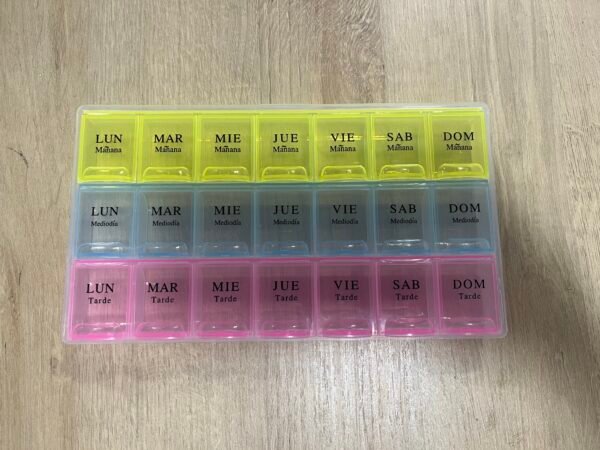 LUN MAR MIE JUE VIE SAB DOM
Mañana Mañana Mañana Mañana Mañana Mañana Mañana
LUN MAR MIE JUE VIE SAB DOM
Mediodía Mediodía Mediodía Mediodía Mediodía Mediodía Mediodía
LUN MAR MIE JUE VIE SAB DOM
Tarde Tarde Tarde Tarde Tarde Tarde Tarde